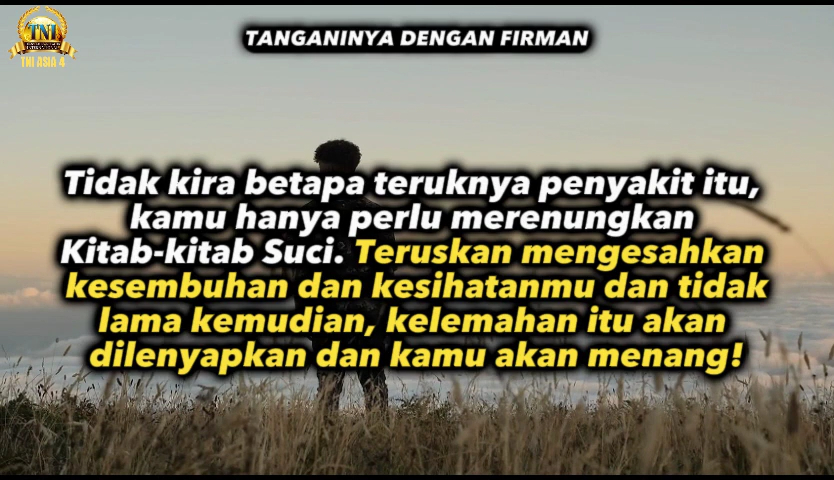 TNI
TNI ASIA 4
TANGANINYA DENGAN FIRMAN
Tidak kira betapa teruknya penyakit itu,
kamu hanya perlu merenungkan
Kitab-kitab Suci. Teruskan mengesahkan
kesembuhan dan kesihatanmu dan tidak
lama kemudian, kelemahan itu akan
dilenyapkan dan kamu akan menang!